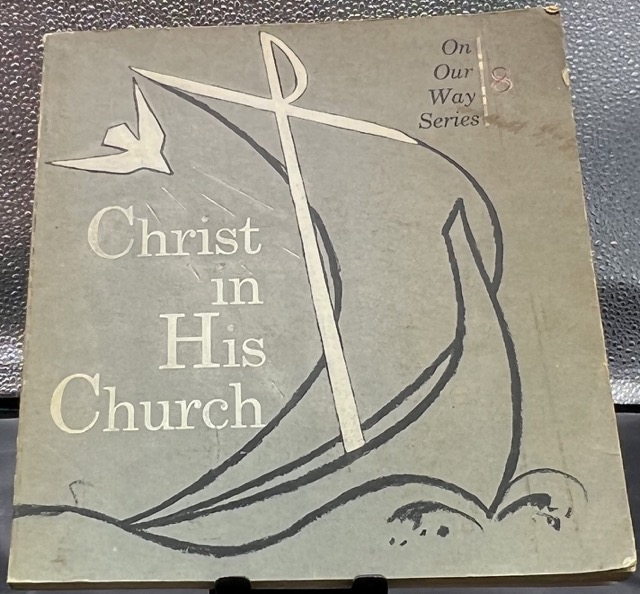 On
Our
Way
Series
8
Christ
in
His
Church